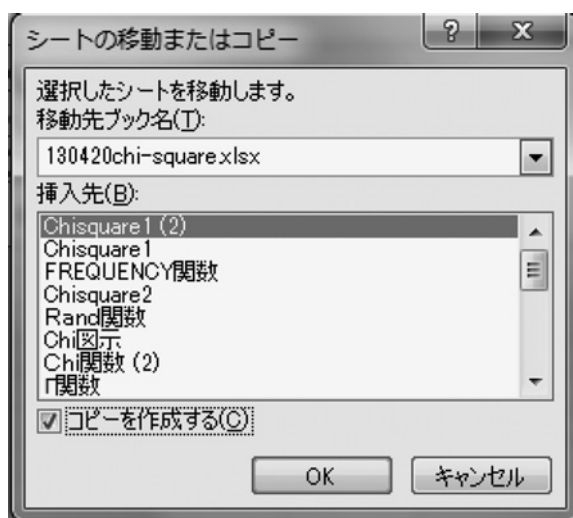 シートの移動またはコピー
選択したシートを移動します。
移動先ブック名(T):
130420chi-square.xlsx
挿入先(B):
Chisquare1 (2)
Chisquare1
FREQUENCY関数
Chisquare2
Rand関数
Chi図示
Chi関数 (2)
Γ関数
コピーを作成する(C)
OK キャンセル